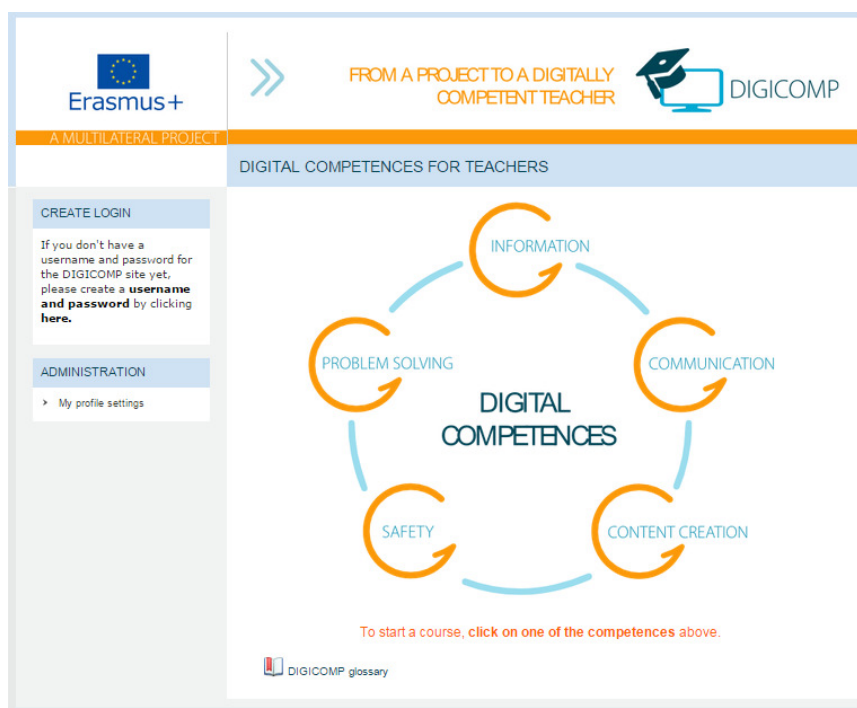 Erasmus+
FROM A PROJECT TO A DIGITALLY
COMPETENT TEACHER
DIGICOMP
A MULTILATERAL PROJECT
DIGITAL COMPETENCES FOR TEACHERS
CREATE LOGIN
If you don't have a
username and password for
the DIGICOMP site yet,
please create a username
and password by clicking
here.
ADMINISTRATION
My profile settings
INFORMATION
PROBLEM SOLVING
COMMUNICATION
DIGITAL
COMPETENCES
SAFETY
CONTENT CREATION
To start a course, click on one of the competences above.
DIGICOMP glossary